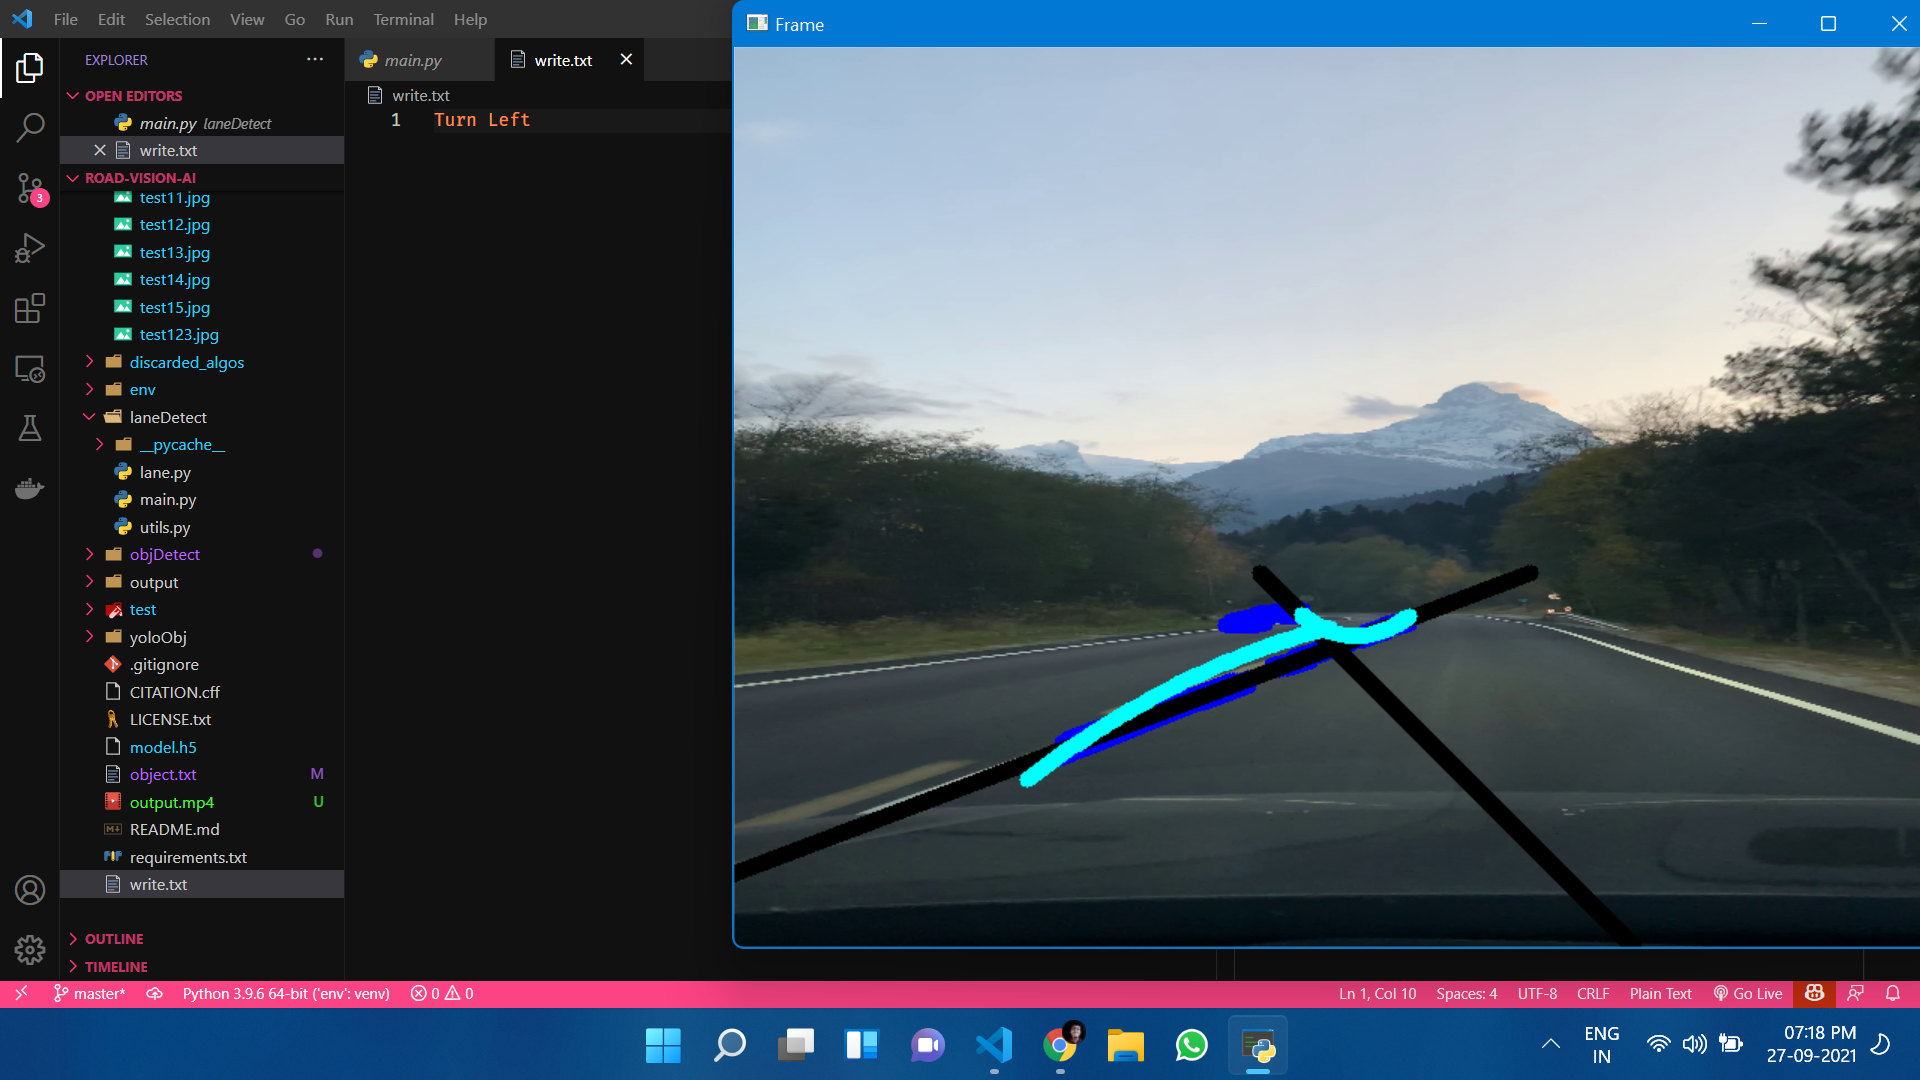 File Edit Selection View Go Run Terminal Help
Frame
EXPLORER
main.py
write.txt
OPEN EDITORS
main.py laneDetect
write.txt
ROAD-VISION-AI
test11.jpg
test12.jpg
test13.jpg
test14.jpg
test15.jpg
test123.jpg
discarded_algos
env
laneDetect
__pycache__
lane.py
main.py
utils.py
objDetect
output
test
yoloObj
.gitignore
CITATION.cff
LICENSE.txt
model.h5
object.txt M
output.mp4 U
README.md
requirements.txt
write.txt
OUTLINE
TIMELINE
write.txt
1 Turn Left
3
master* Python 3.9.6 64-bit ('env': venv) 0 0 Ln 1, Col 10 Spaces: 4 UTF-8 CRLF Plain Text Go Live
ENG
IN
07:18 PM
27-09-2021